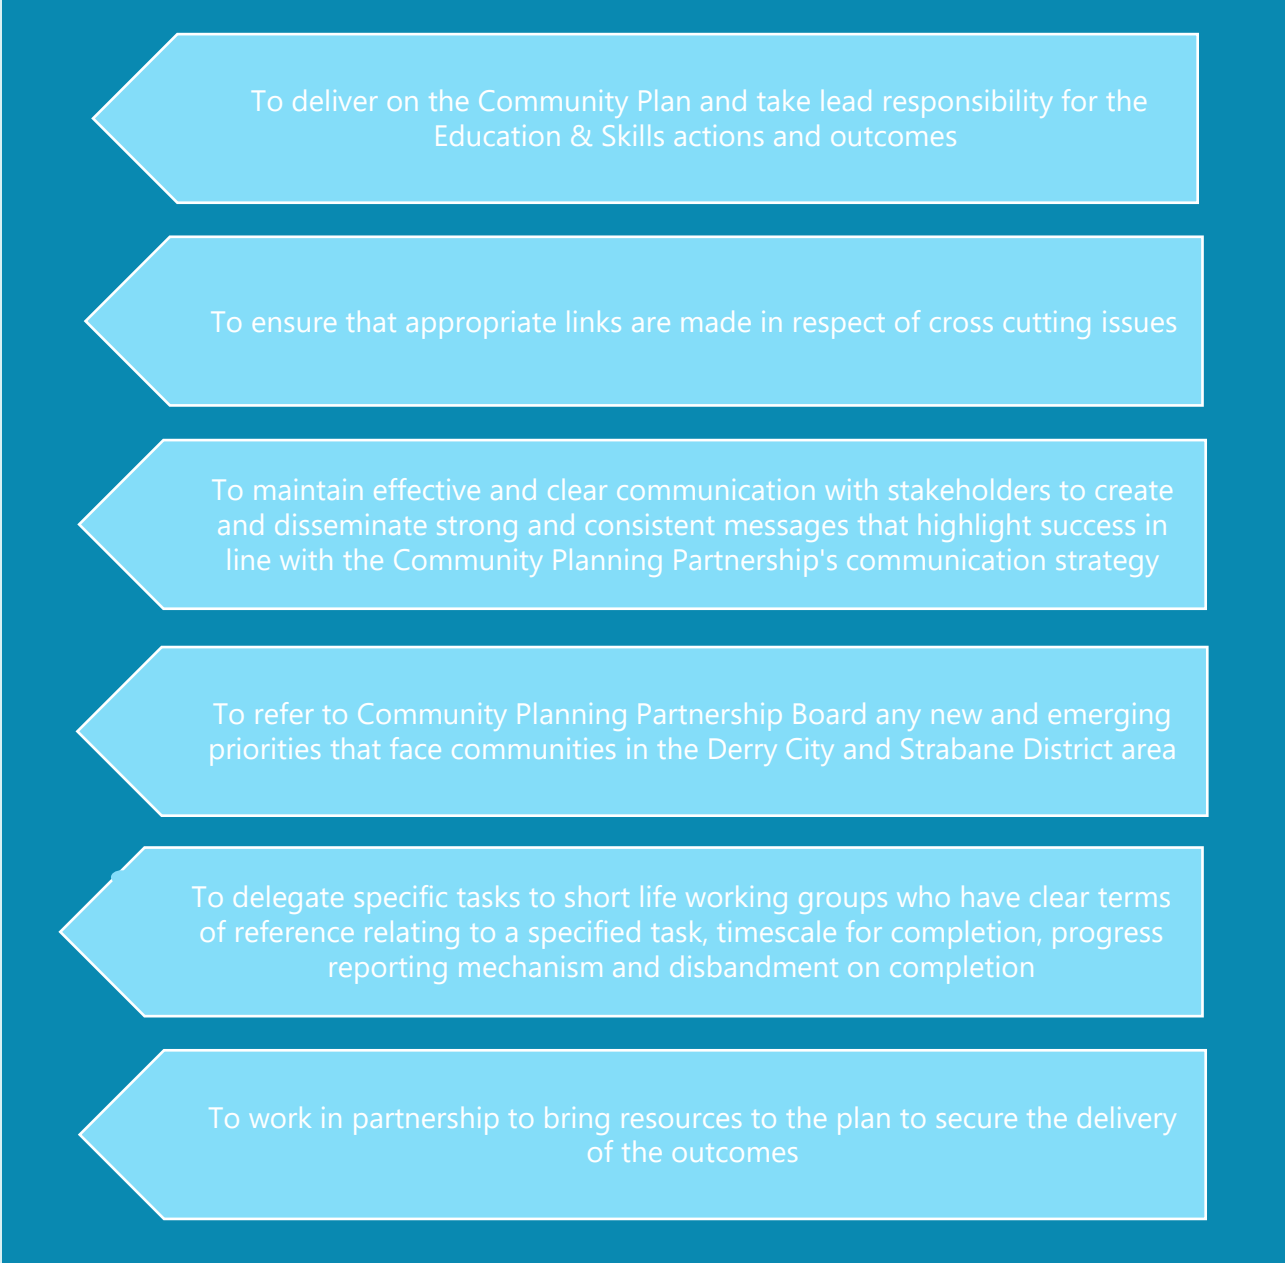 To deliver on the Community Plan and take lead responsibility for the
Education & Skills actions and outcomes
To ensure that appropriate links are made in respect of cross cutting issues
To maintain effective and clear communication with stakeholders to create
and disseminate strong and consistent messages that highlight success in
line with the Community Planning Partnership's communication strategy
To refer to Community Planning Partnership Board any new and emerging
priorities that face communities in the Derry City and Strabane District area
To delegate specific tasks to short life working groups who have clear terms
of reference relating to a specified task, timescale for completion, progress
reporting mechanism and disbandment on completion
To work in partnership to bring resources to the plan to secure the delivery
of the outcomes